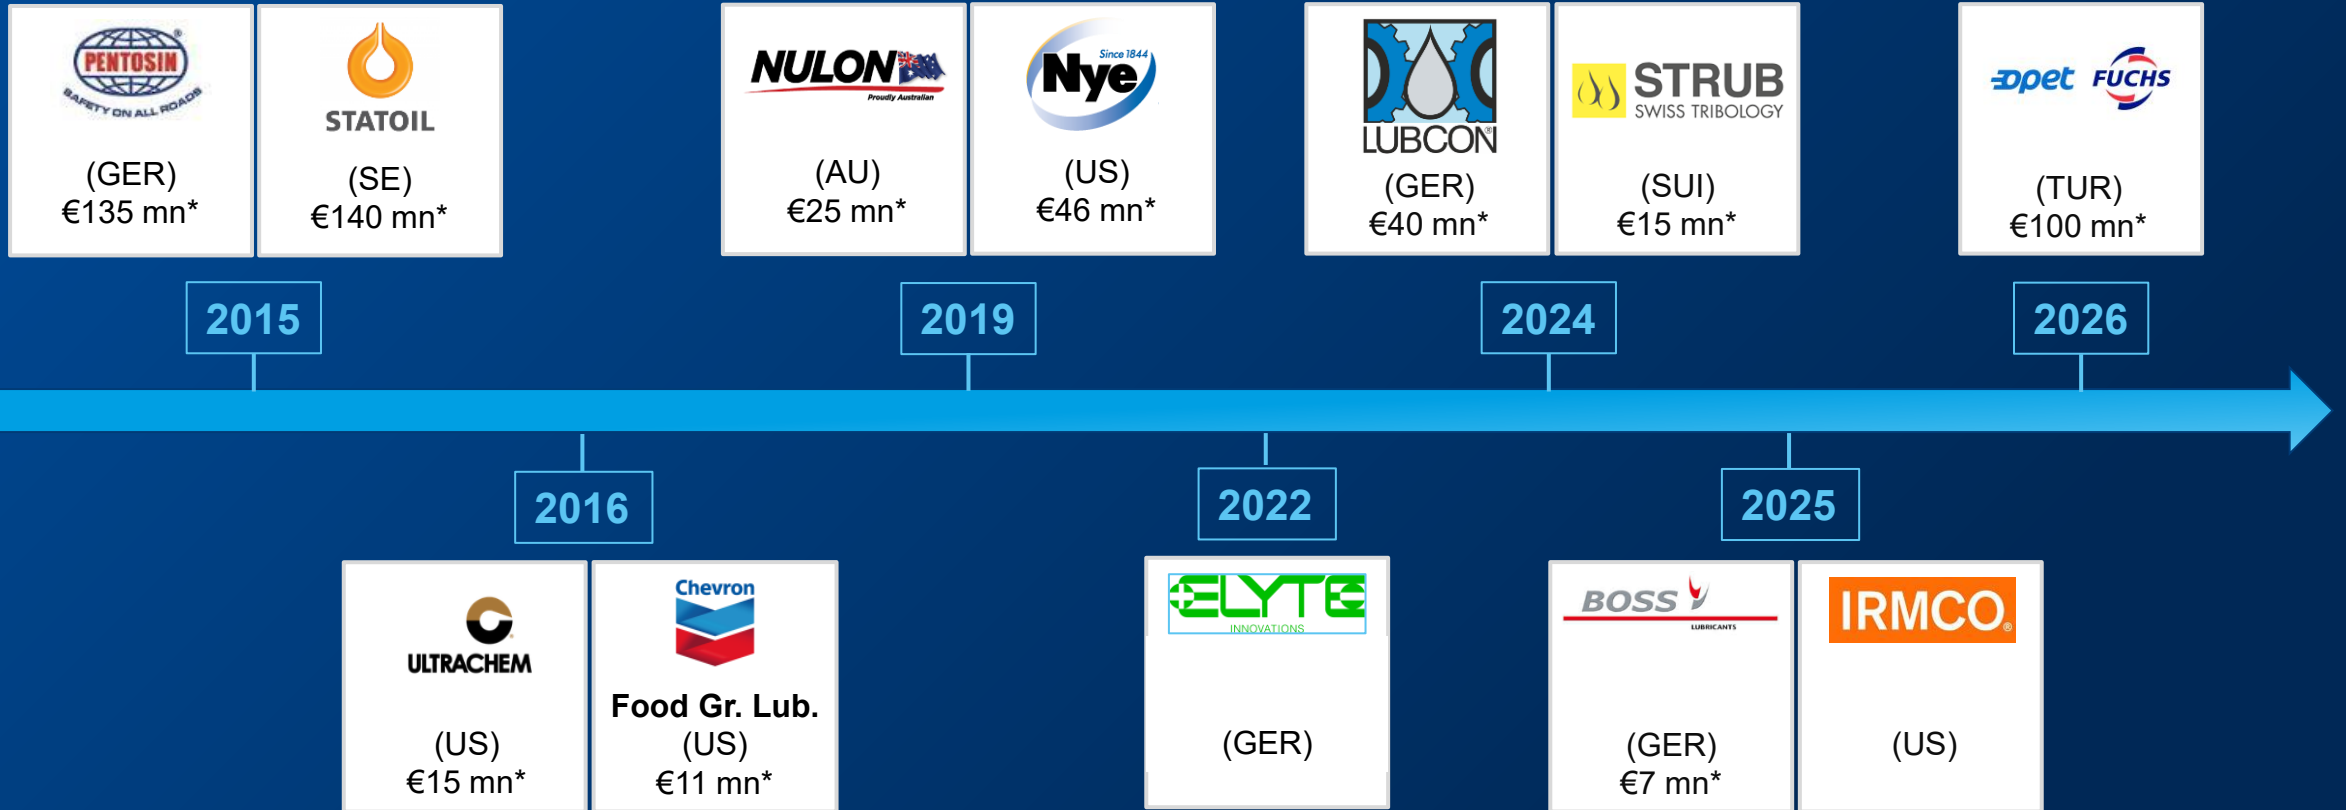 PENTOSIN®
SAFETY ON ALL ROADS
(GER)
€135 mn*
STATOIL
(SE)
€140 mn*
NULON
Proudly Australian
(AU)
€25 mn*
Since 1844
Nye
(US)
€46 mn*
LUBCON®
(GER)
€40 mn*
STRUB
SWISS TRIBOLOGY
(SUI)
€15 mn*
opet FUCHS
(TUR)
€100 mn*
2015
2019
2024
2026
2016
2022
2025
ULTRACHEM
(US)
€15 mn*
Chevron
Food Gr. Lub.
(US)
€11 mn*
ELYTE
INNOVATIONS
(GER)
BOSS
LUBRICANTS
(GER)
€7 mn*
IRMCO®
(US)